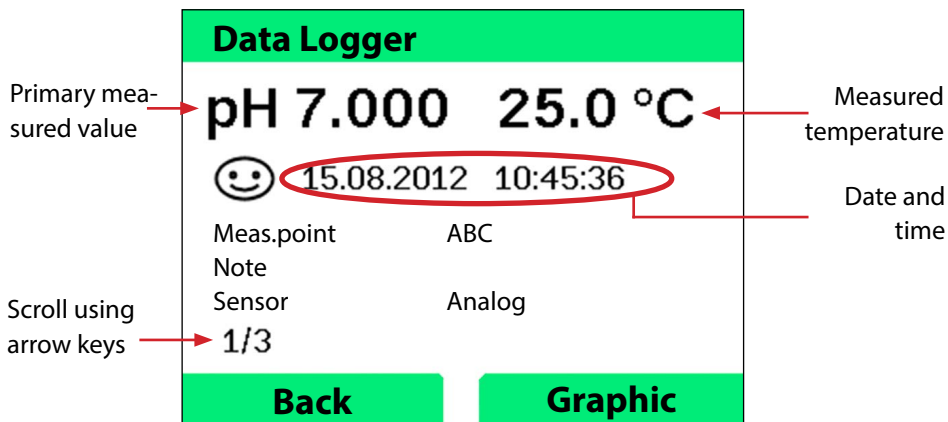 Data Logger
Primary mea-
sured value
pH 7.000 25.0 °C
Measured
temperature
15.08.2012 10:45:36
Date and
time
Meas.point ABC
Note
Sensor Analog
Scroll using
arrow keys
1/3
Back Graphic